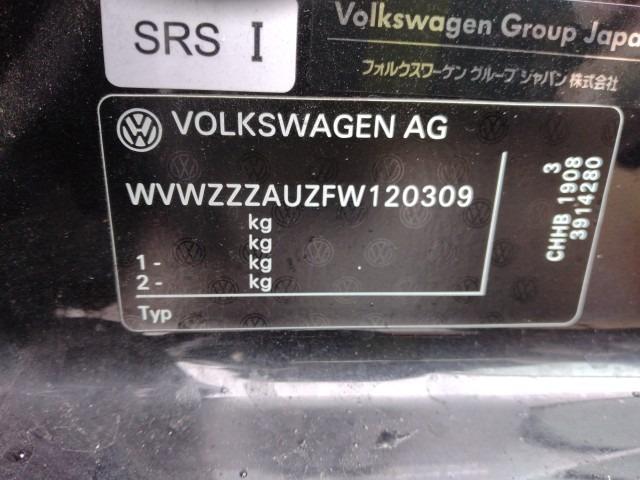 SRS I
Volkswagen Group Japa
フォルクスワーゲン グループ ジャパン 株式会社
VOLKSWAGEN AG
WVWZZZAUZFW120309
kg
kg
1 - kg
2 - kg
Typ
3
CHHB 1908
3914280